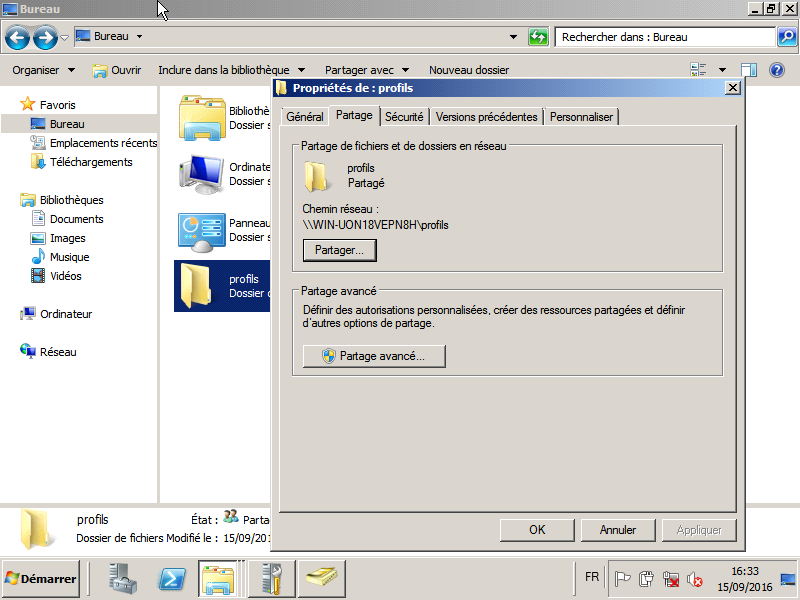 Bureau
Bureau
Rechercher dans : Bureau
Organiser
Ouvrir
Inclure dans la bibliothèque
Partager avec
Nouveau dossier
Favoris
Bureau
Emplacements récents
Téléchargements
Bibliothèques
Documents
Images
Musique
Vidéos
Ordinateur
Réseau
Biblioth
Dossier s
Ordinate
Dossier s
Panneau
Dossier s
profils
Dossier
Propriétés de : profils
Général
Partage
Sécurité
Versions précédentes
Personnaliser
Partage de fichiers et de dossiers en réseau
profils
Partagé
Chemin réseau :
\\WIN-UON18VEPN8H\profils
Partager...
Partage avancé
Définir des autorisations personnalisées, créer des ressources partagées et définir
d'autres options de partage.
Partage avancé...
OK
Annuler
Appliquer
profils
État :
Parta
Dossier de fichiers
Modifié le : 15/09/201
Démarrer
FR
16:33
15/09/2016